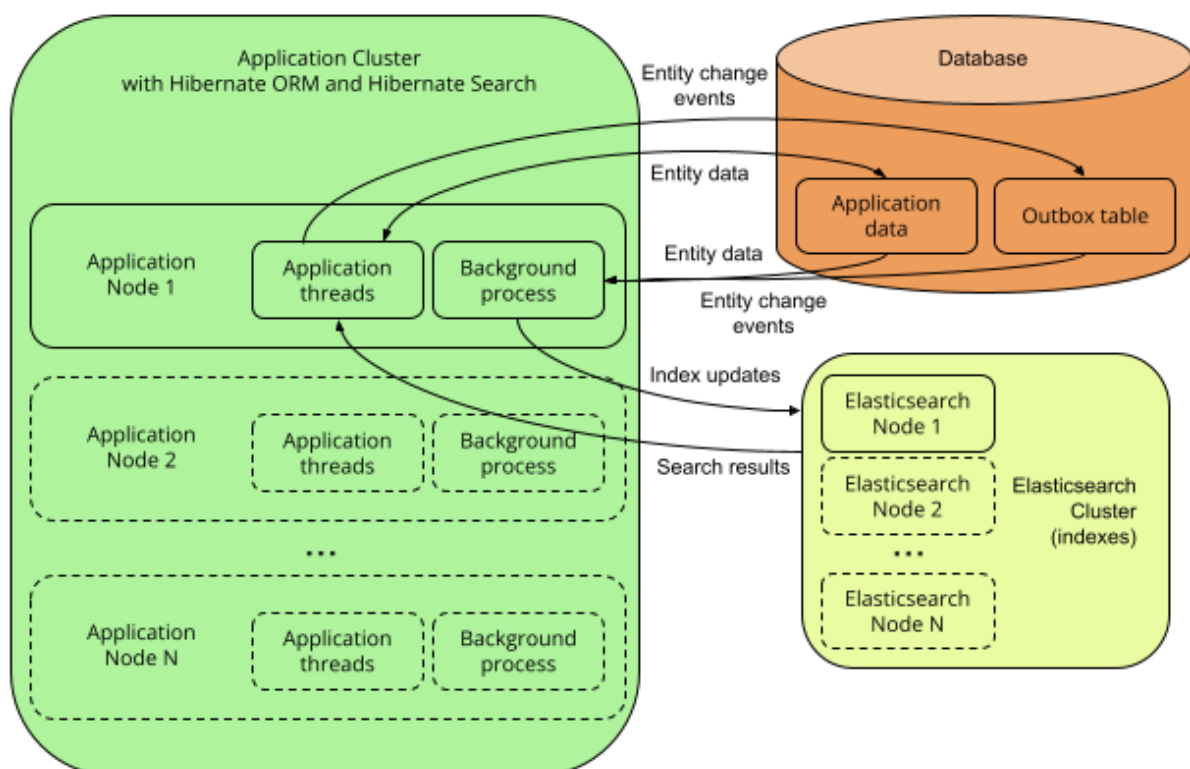 Application Cluster
with Hibernate ORM and Hibernate Search
Application
Node 1
Application
threads
Background
process
Application
Node 2
Application
threads
Background
process
...
Application
Node N
Application
threads
Background
process
Entity change
events
Entity data
Entity data
Entity change
events
Index updates
Search results
Database
Application
data
Outbox table
Elasticsearch
Node 1
Elasticsearch
Node 2
...
Elasticsearch
Node N
Elasticsearch
Cluster
(indexes)